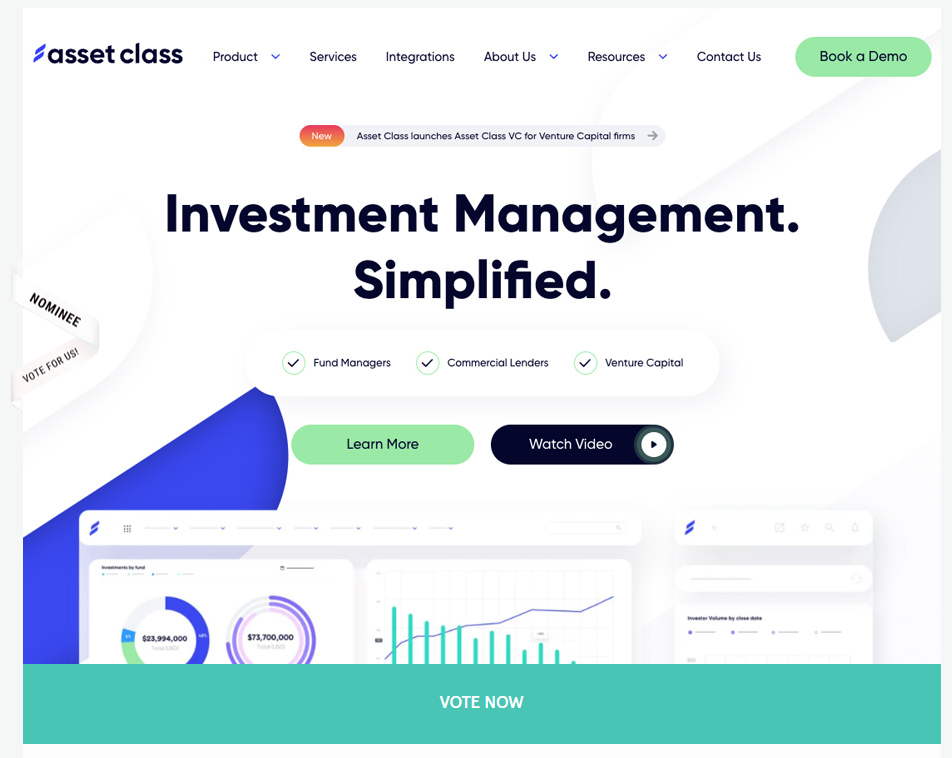 asset class
Product
Services
Integrations
About Us
Resources
Contact Us
Book a Demo
New
Asset Class launches Asset Class VC for Venture Capital firms
Investment Management.
Simplified.
NOMINEE
VOTE FOR US!
Fund Managers
Commercial Lenders
Venture Capital
Learn More
Watch Video
Investments by fund
$23,994,000
Total (USD)
$73,700,000
Total (USD)
Investor Volume by close data
VOTE NOW